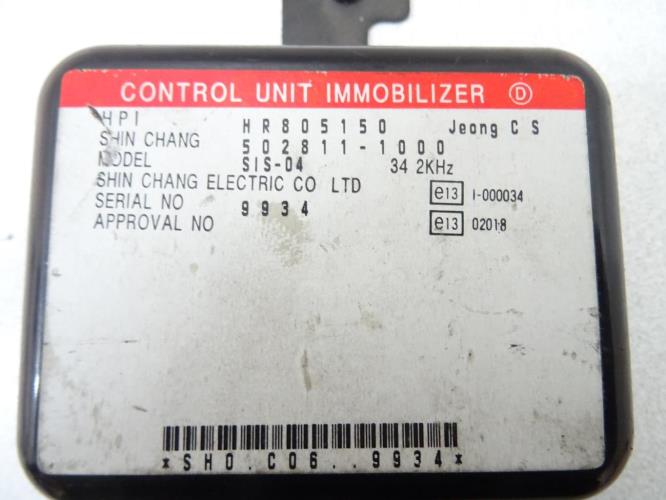 CONTROL UNIT IMMOBILIZER Ⓓ
HPI HR805150 Jeong C S
SHIN CHANG 502811-1000
MODEL SIS-04 34 2KHz
SHIN CHANG ELECTRIC CO LTD e13 I-000034
SERIAL NO 9934
APPROVAL NO e13 02018
*SH0.C06..9934*